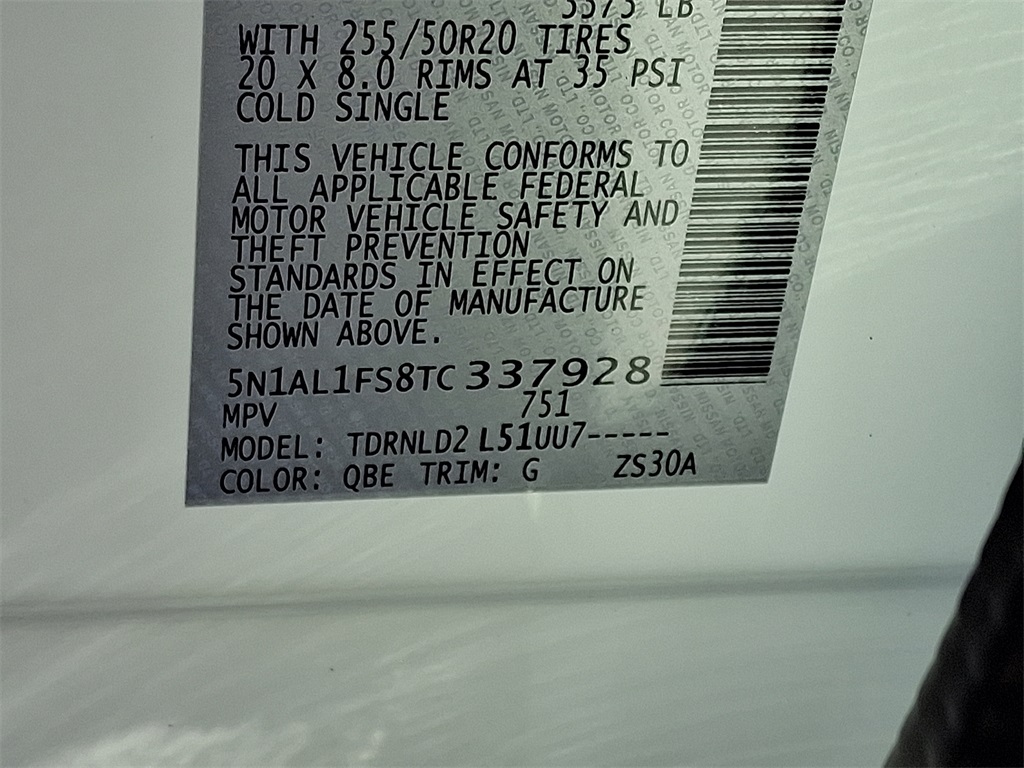 3573 LB
WITH 255/50R20 TIRES
20 X 8.0 RIMS AT 35 PSI
COLD SINGLE
THIS VEHICLE CONFORMS TO
ALL APPLICABLE FEDERAL
MOTOR VEHICLE SAFETY AND
THEFT PREVENTION
STANDARDS IN EFFECT ON
THE DATE OF MANUFACTURE
SHOWN ABOVE.
5N1AL1FS8TC337928
MPV 751
MODEL: TDRNLD2 L51UU7-----
COLOR: QBE TRIM: G ZS30A